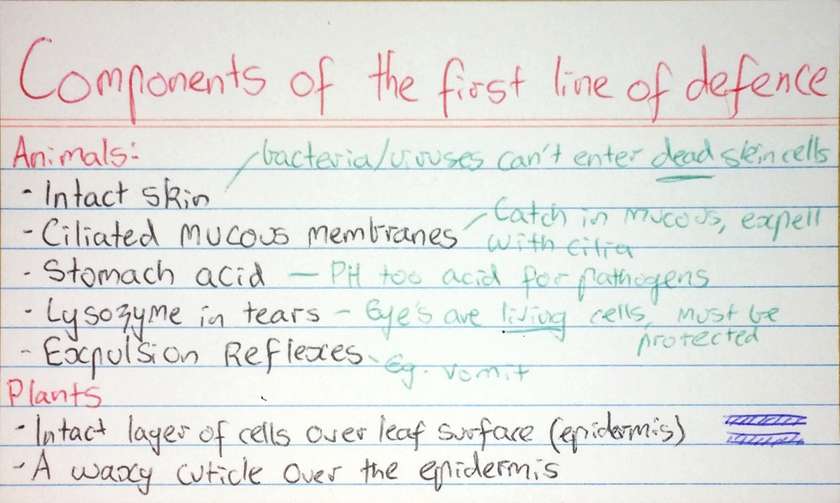 Components of the first line of defence
Animals: bacteria/viruses can't enter dead skin cells
- Intact skin
- Ciliated mucous membranes Catch in mucous, expell
with cilia
- Stomach acid - PH too acid for pathogens
- Lysozyme in tears - Eye's are living cells, must be
protected
- Expulsion Reflexes - Eg. vomit
Plants
- Intact layer of cells over leaf surface (epidermis)
- A waxy cuticle over the epidermis